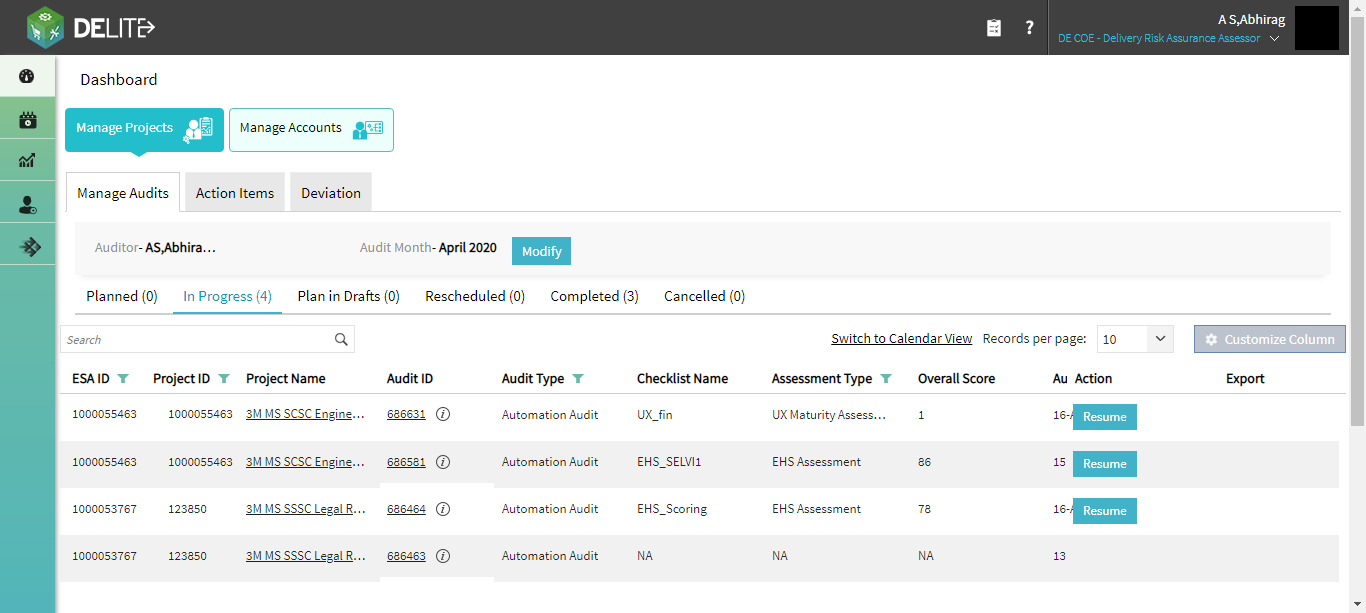 DELITE
?
A S,Abhirag
DE COE - Delivery Risk Assurance Assessor
Dashboard
Manage Projects
Manage Accounts
Manage Audits
Action Items
Deviation
Auditor- AS,Abhira...
Audit Month- April 2020
Modify
Planned (0)
In Progress (4)
Plan in Drafts (0)
Rescheduled (0)
Completed (3)
Cancelled (0)
Search
Switch to Calendar View
Records per page:
10
Customize Column
ESA ID Project ID Project Name Audit ID Audit Type Checklist Name Assessment Type Overall Score Au Action Export
1000055463 1000055463 3M MS SCSC Engine... 686631 Automation Audit UX_fin UX Maturity Assess... 1 16-A Resume
1000055463 1000055463 3M MS SCSC Engine... 686581 Automation Audit EHS_SELVI1 EHS Assessment 86 15 Resume
1000053767 123850 3M MS SSSC Legal R... 686464 Automation Audit EHS_Scoring EHS Assessment 78 16-A Resume
1000053767 123850 3M MS SSSC Legal R... 686463 Automation Audit NA NA NA 13